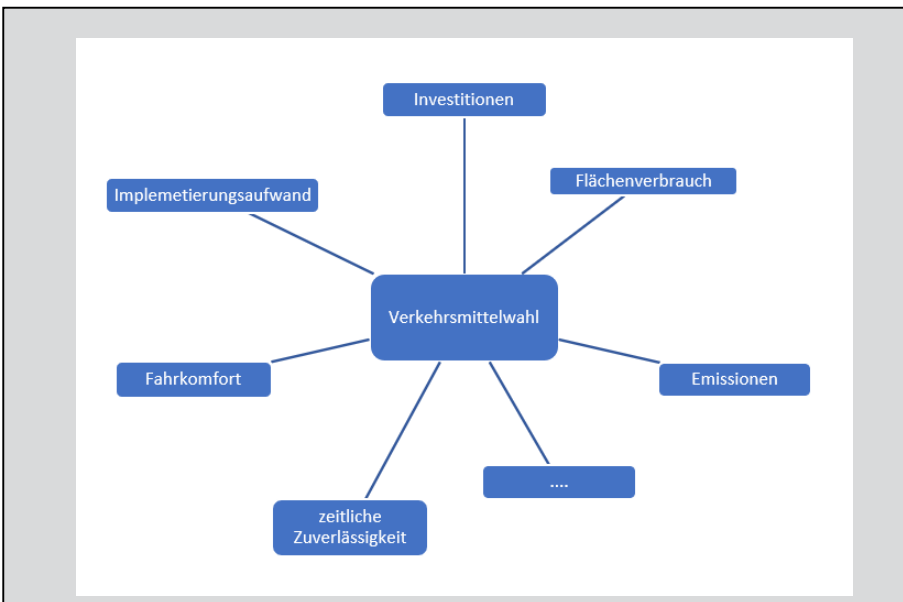 Investitionen
Implemetierungsaufwand
Flächenverbrauch
Verkehrsmittelwahl
Fahrkomfort
Emissionen
....
zeitliche
Zuverlässigkeit